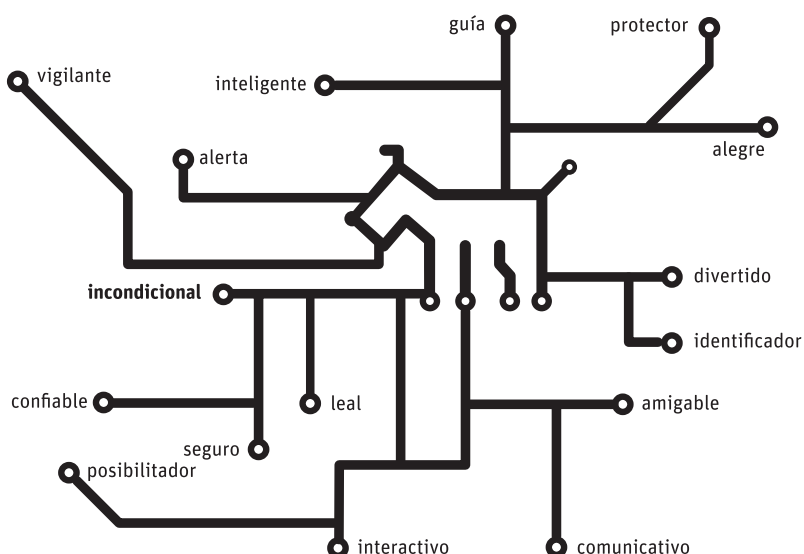 guía
protector
vigilante
inteligente
alegre
alerta
divertido
incondicional
identificador
confiable
leal
amigable
seguro
posibilitador
interactivo
comunicativo